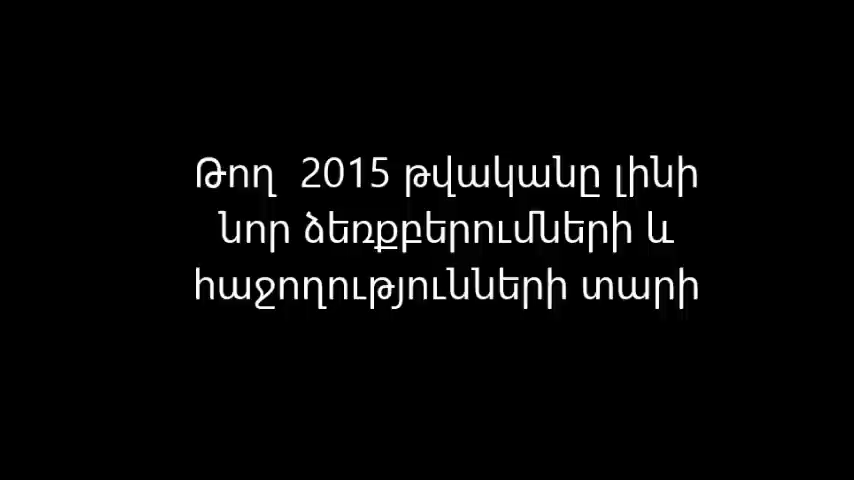 Թող  2015 թվականը լինի
նոր ձեռքբերումների և
հաջողությունների տարի